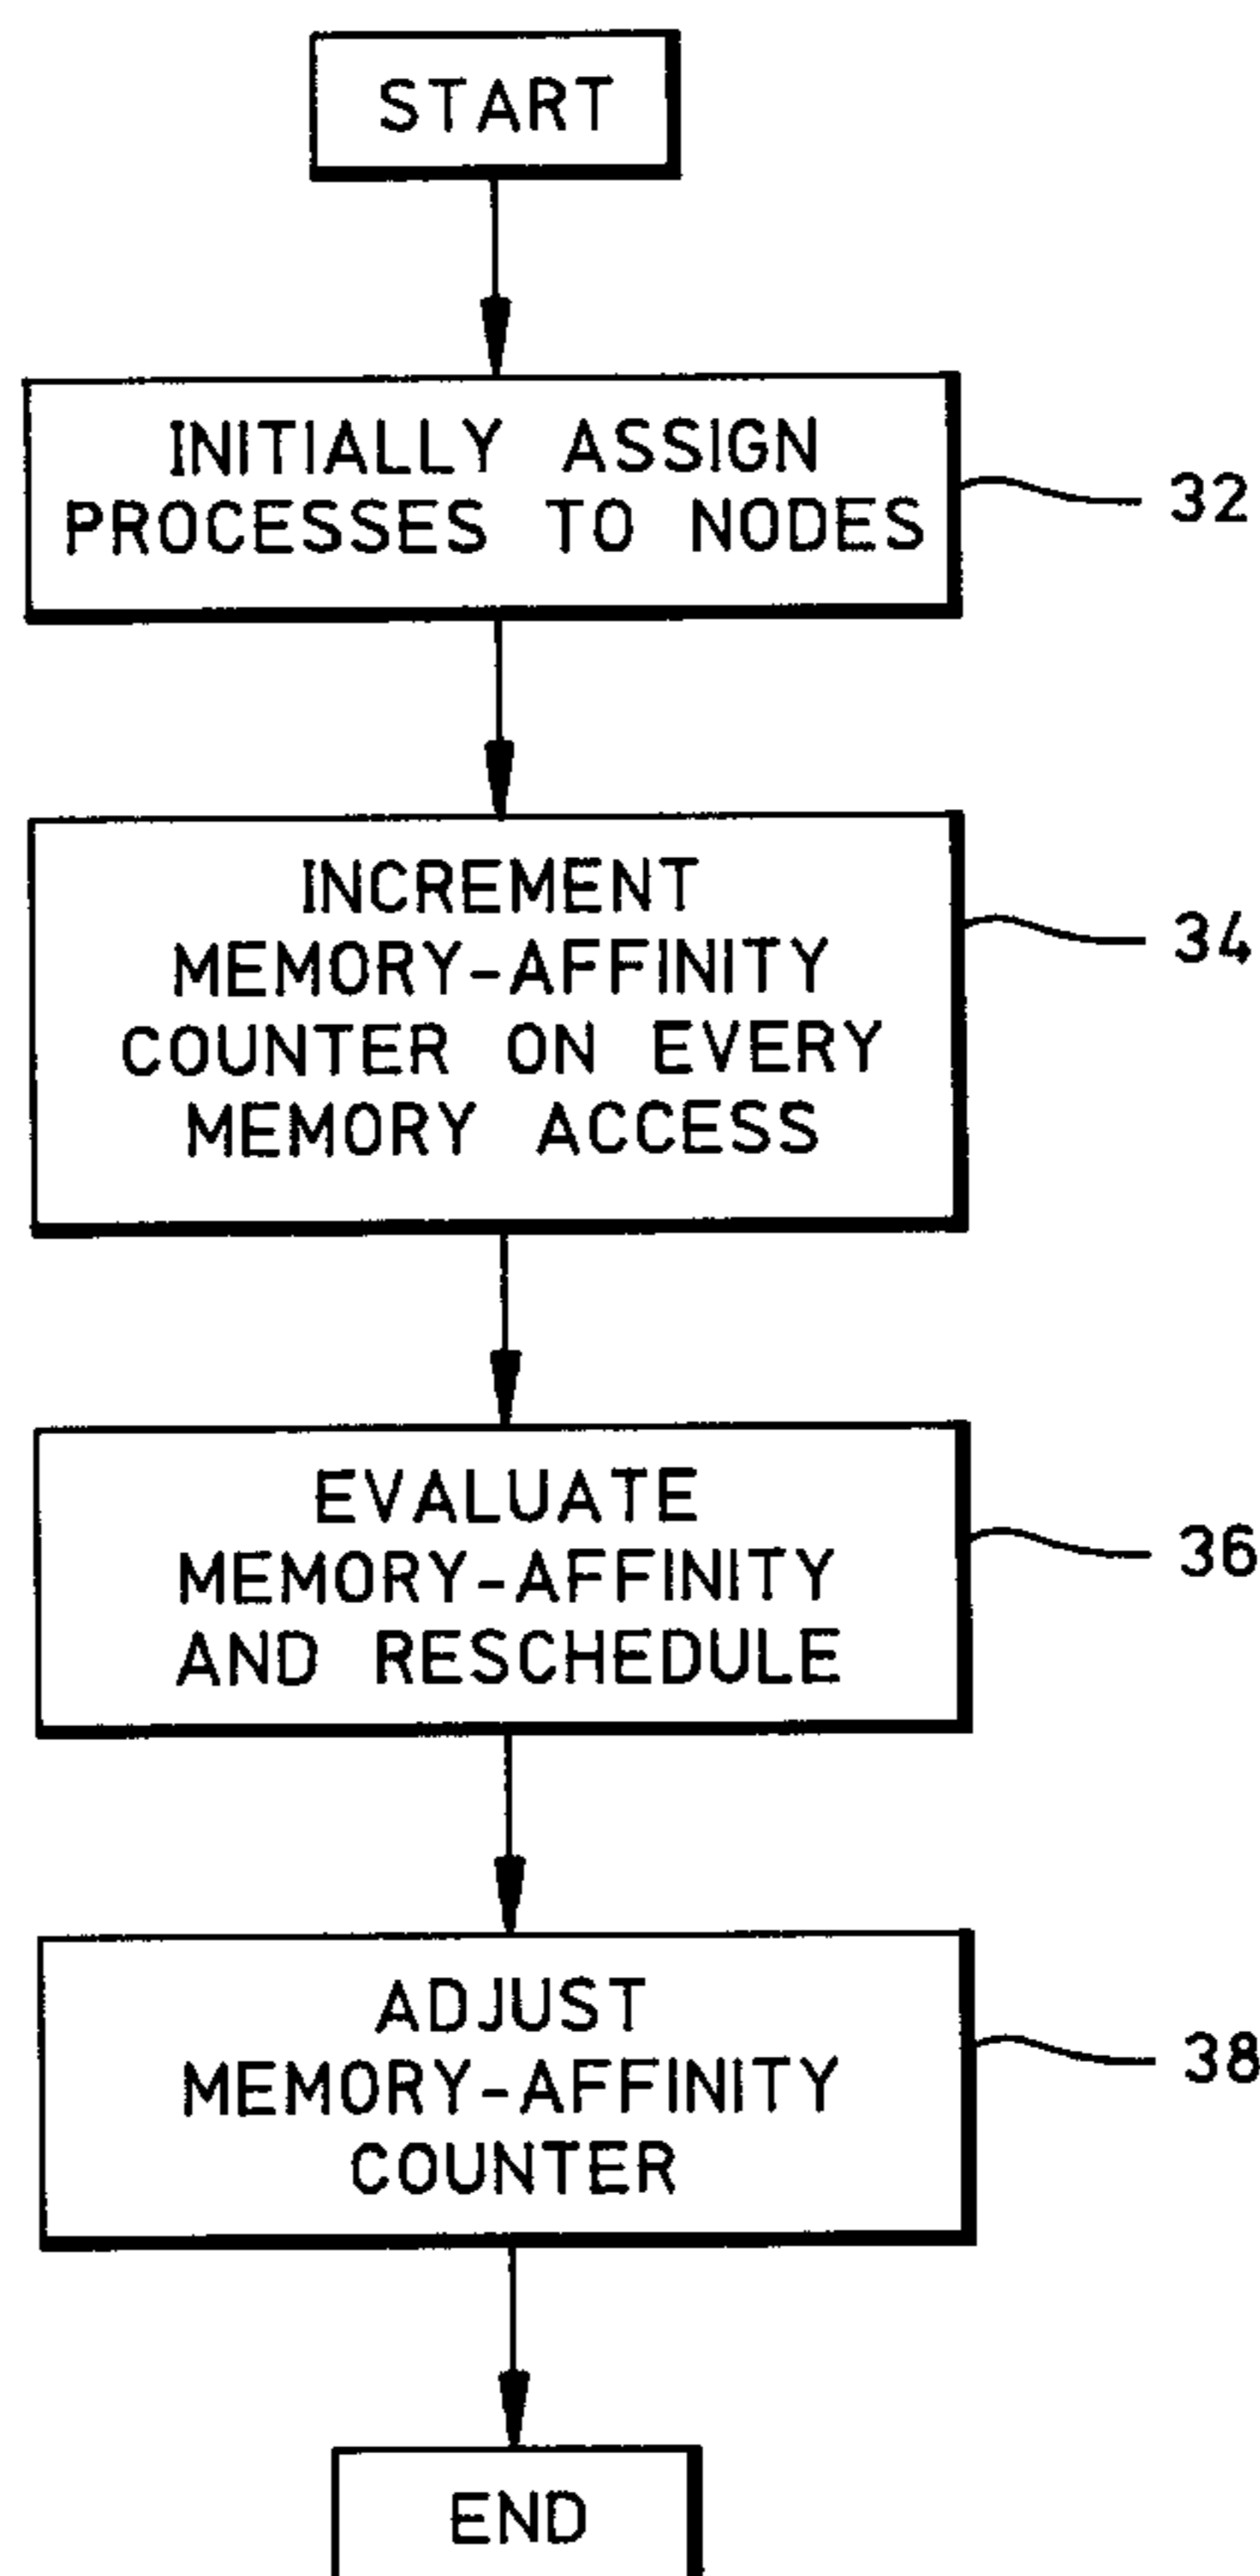 START
INITIALLY ASSIGN
PROCESSES TO NODES
32
INCREMENT
MEMORY-AFFINITY
COUNTER ON EVERY
MEMORY ACCESS
34
EVALUATE
MEMORY-AFFINITY
AND RESCHEDULE
36
ADJUST
MEMORY-AFFINITY
COUNTER
38
END